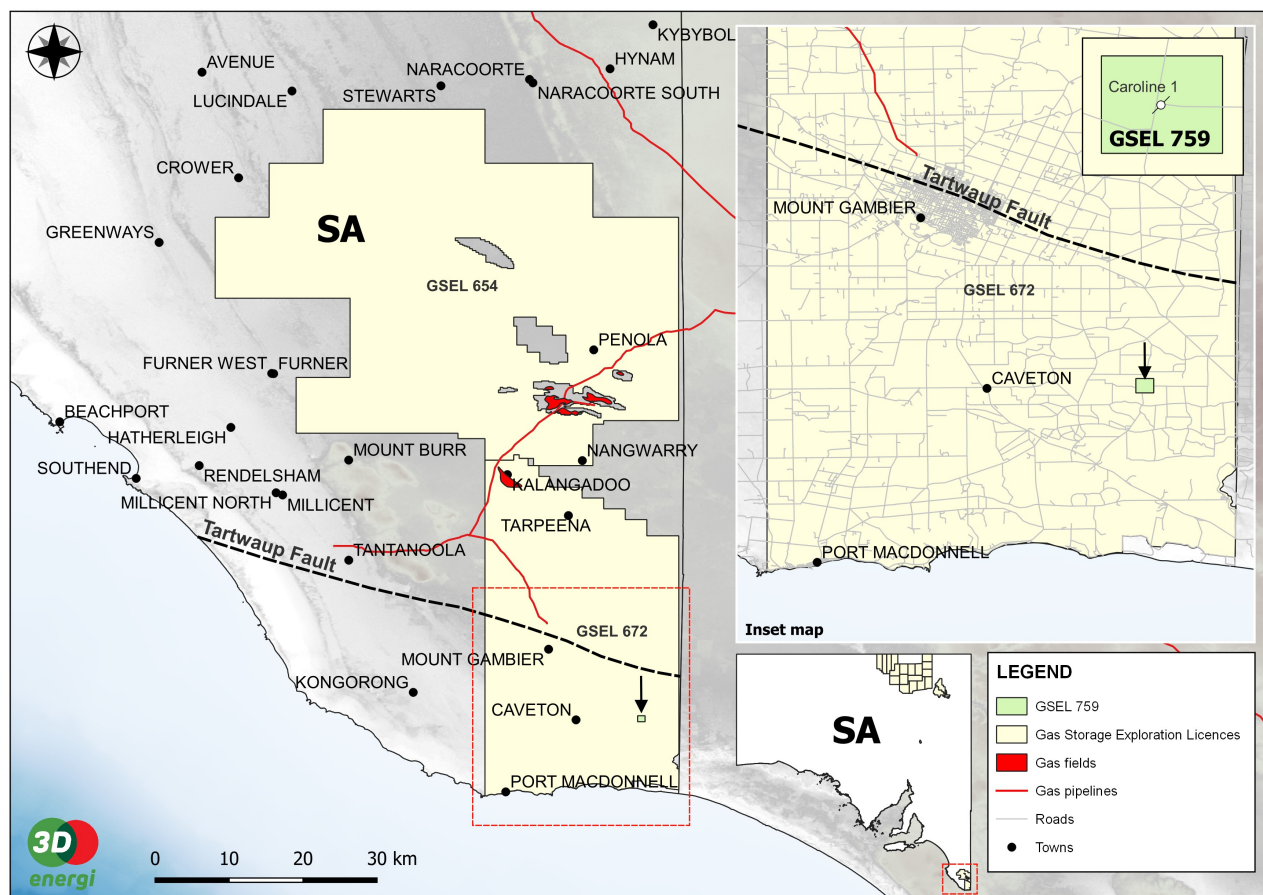 KYBYBOL
AVENUE
NARACOORTE
HYNAM
LUCINDALE
STEWARTS
NARACOORTE SOUTH
CROWER
SA
GREENWAYS
GSEL 654
PENOLA
FURNER WEST
FURNER
BEACHPORT
HATHERLEIGH
MOUNT BURR
NANGWARRY
SOUTHEND
RENDELSHAM
KALANGADOO
MILLICENT NORTH
MILLICENT
TARPEENA
Tartwaup Fault
TANTANOOLA
GSEL 672
MOUNT GAMBIER
KONGORONG
CAVETON
PORT MACDONNELL
3D
energi
0 10 20 30 km
Caroline 1
GSEL 759
Tartwaup Fault
MOUNT GAMBIER
GSEL 672
CAVETON
PORT MACDONNELL
Inset map
SA
LEGEND
GSEL 759
Gas Storage Exploration Licences
Gas fields
Gas pipelines
Roads
Towns